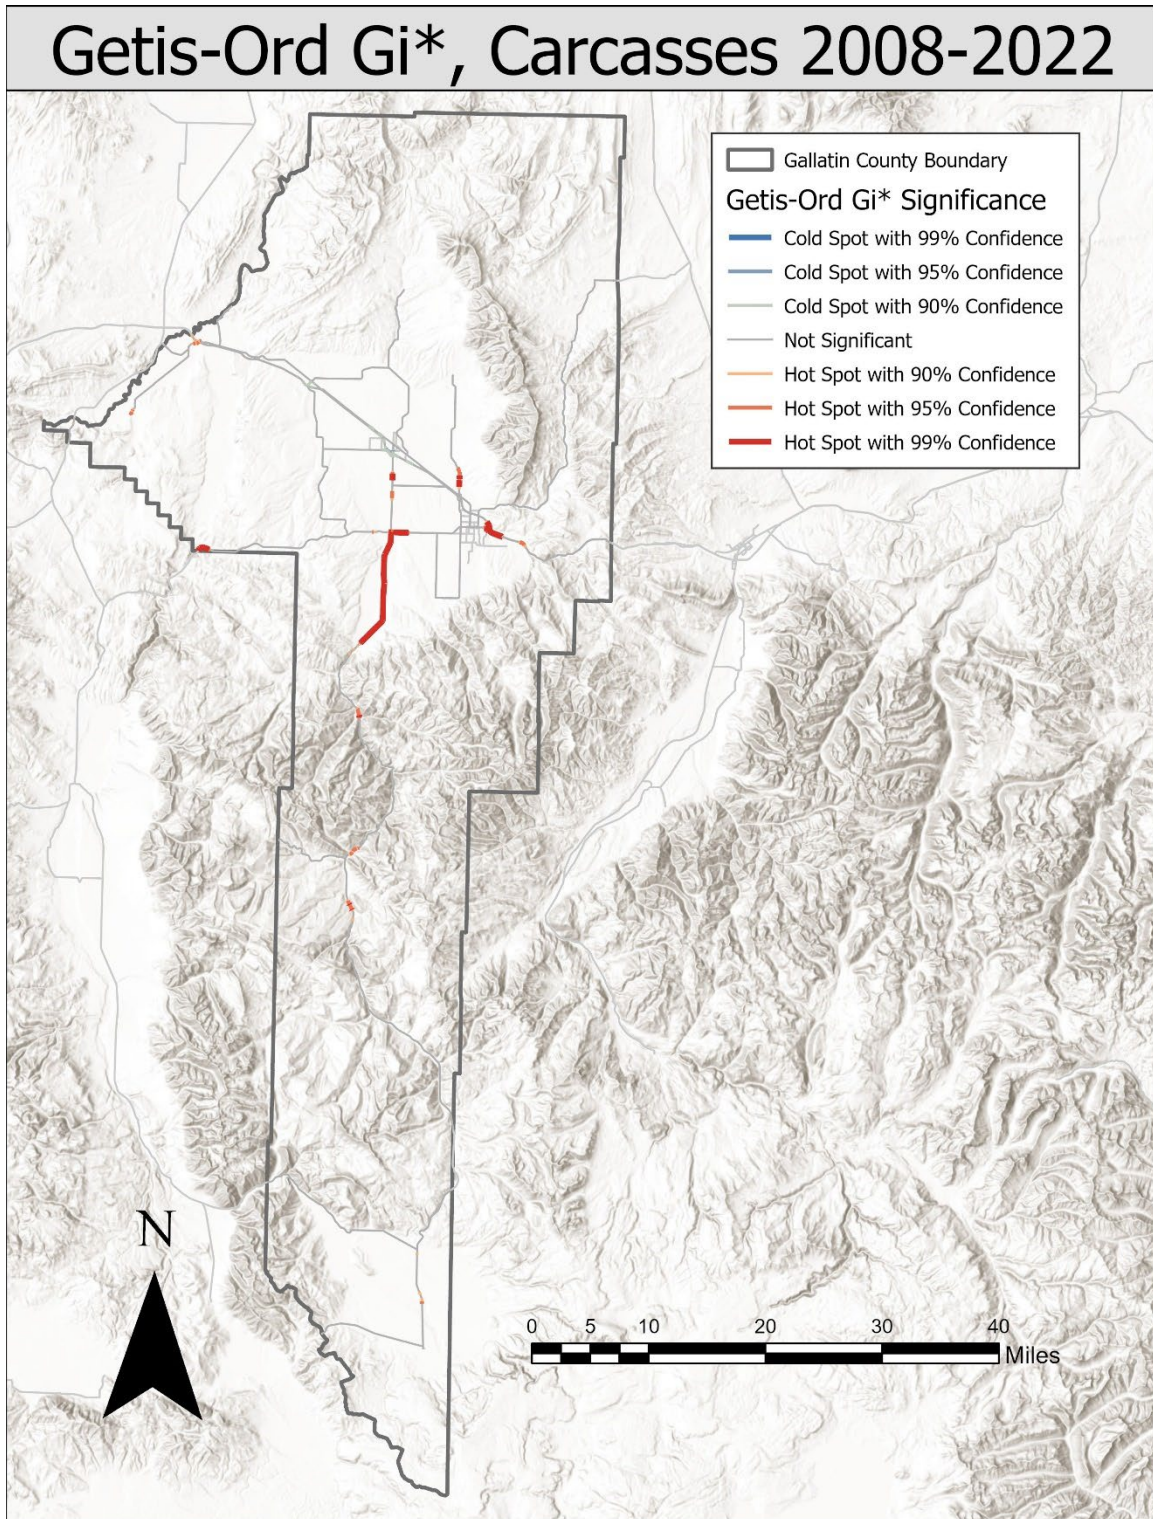 Getis-Ord Gi*, Carcasses 2008-2022
Gallatin County Boundary
Getis-Ord Gi* Significance
Cold Spot with 99% Confidence
Cold Spot with 95% Confidence
Cold Spot with 90% Confidence
Not Significant
Hot Spot with 90% Confidence
Hot Spot with 95% Confidence
Hot Spot with 99% Confidence
N
0 5 10 20 30 40
Miles